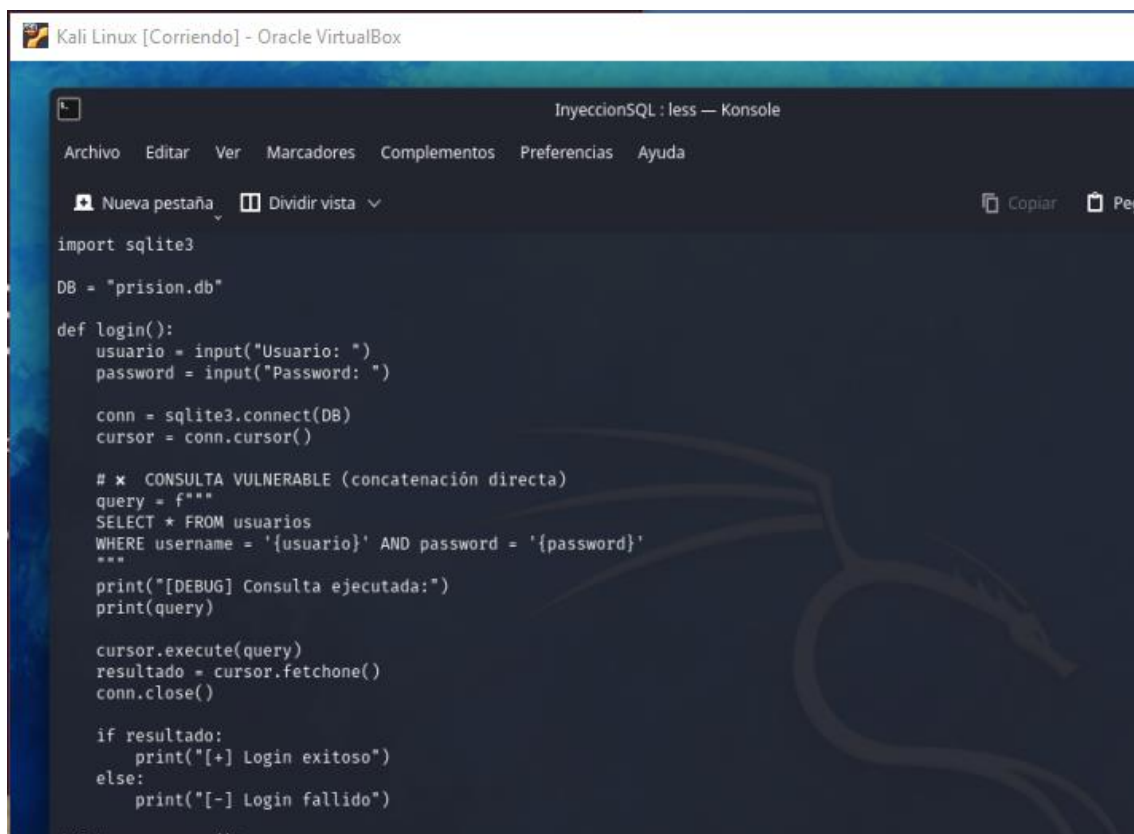 Kali Linux [Corriendo] - Oracle VirtualBox
InyeccionSQL : less — Konsole
Archivo Editar Ver Marcadores Complementos Preferencias Ayuda
Nueva pestaña Dividir vista Copiar
import sqlite3
DB = "prision.db"
def login():
    usuario = input("Usuario: ")
    password = input("Password: ")
    conn = sqlite3.connect(DB)
    cursor = conn.cursor()
    # × CONSULTA VULNERABLE (concatenación directa)
    query = f"""
    SELECT * FROM usuarios
    WHERE username = '{usuario}' AND password = '{password}'
    """
    print("[DEBUG] Consulta ejecutada:")
    print(query)
    cursor.execute(query)
    resultado = cursor.fetchone()
    conn.close()
    if resultado:
        print("[+] Login exitoso")
    else:
        print("[-] Login fallido")